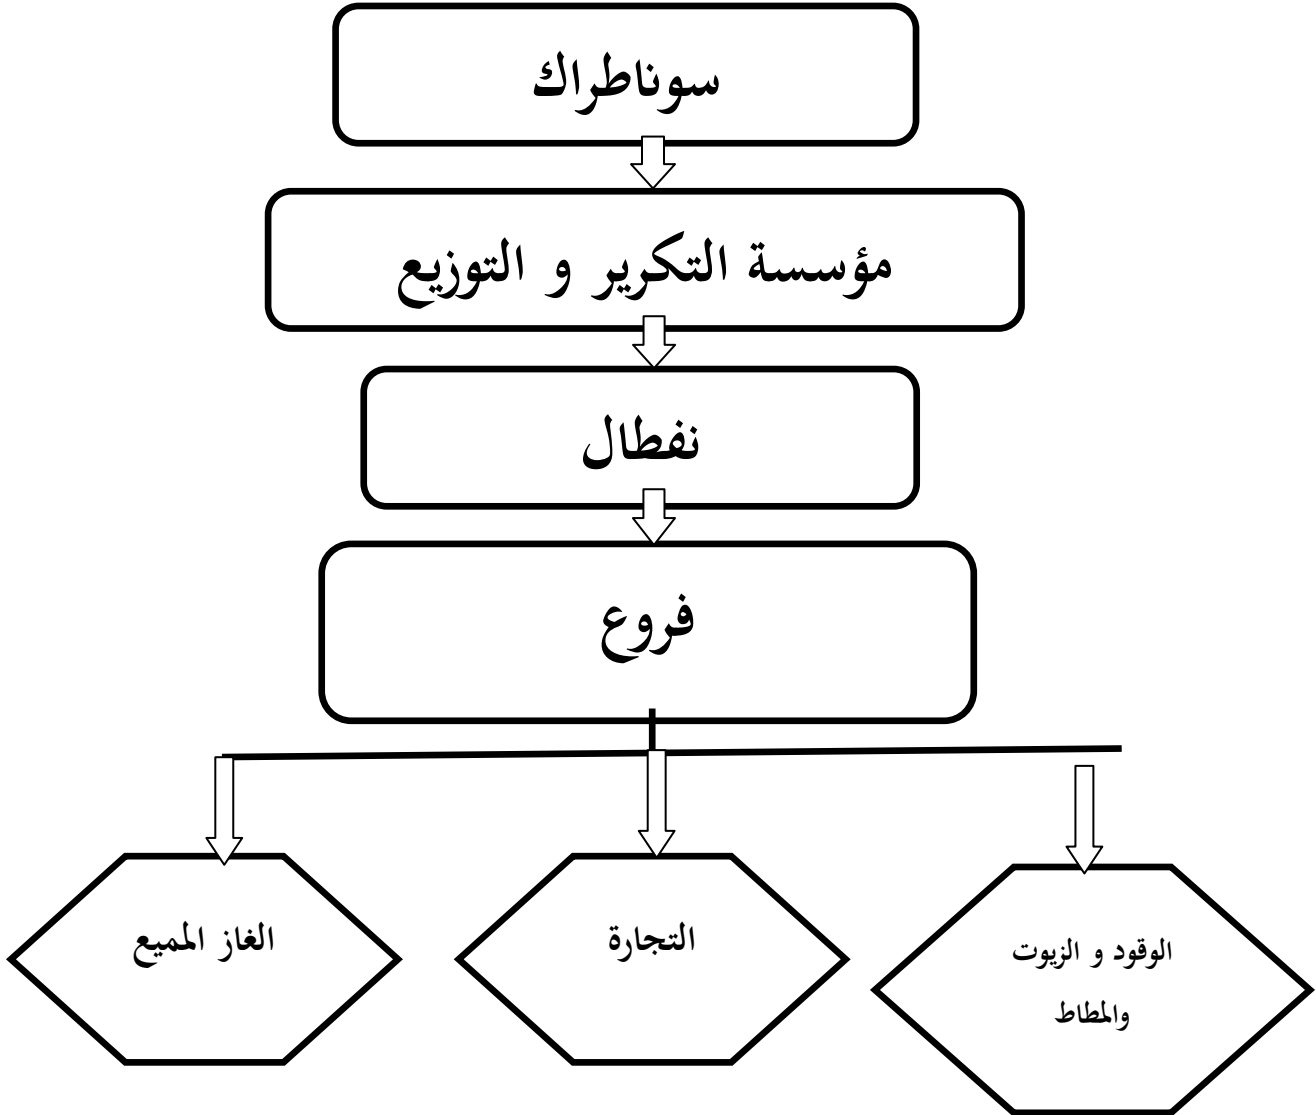 سوناطراك
مؤسسة التكرير و التوزيع
نفطال
فروع
الوقود و الزيوت
والمطاط
التجارة
الغاز المميع